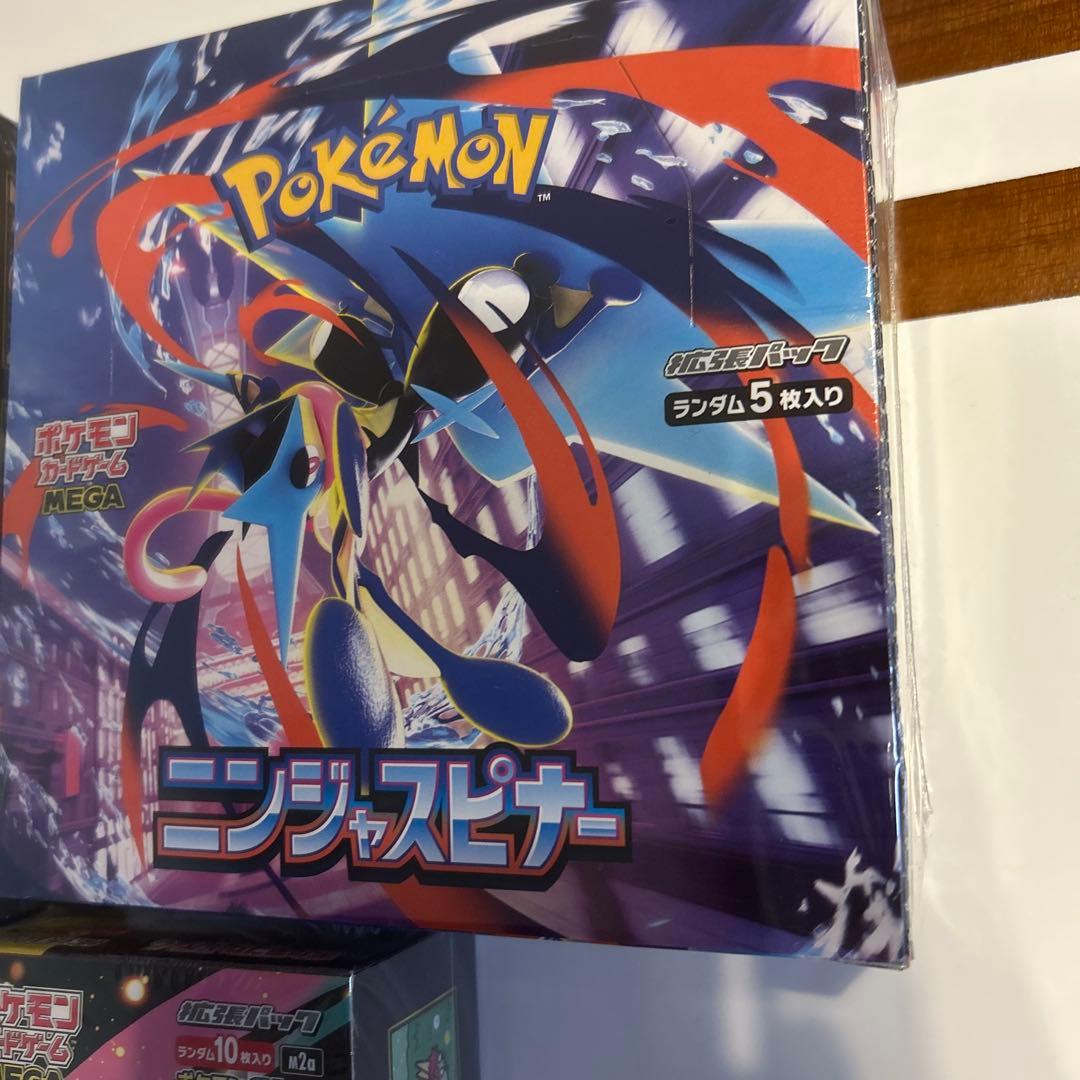 POKéMON
TM
拡張パック
ランダム5枚入り
ポケモン
カードゲーム
MEGA
ニンジャスピナー
拡張パック
ランダム10枚入り
M2a